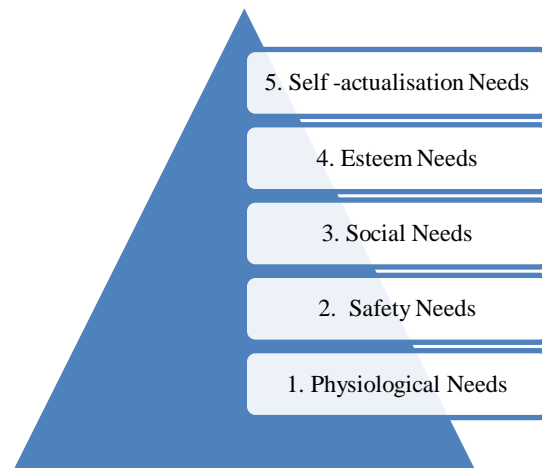 5. Self -actualisation Needs
4. Esteem Needs
3. Social Needs
2. Safety Needs
1. Physiological Needs